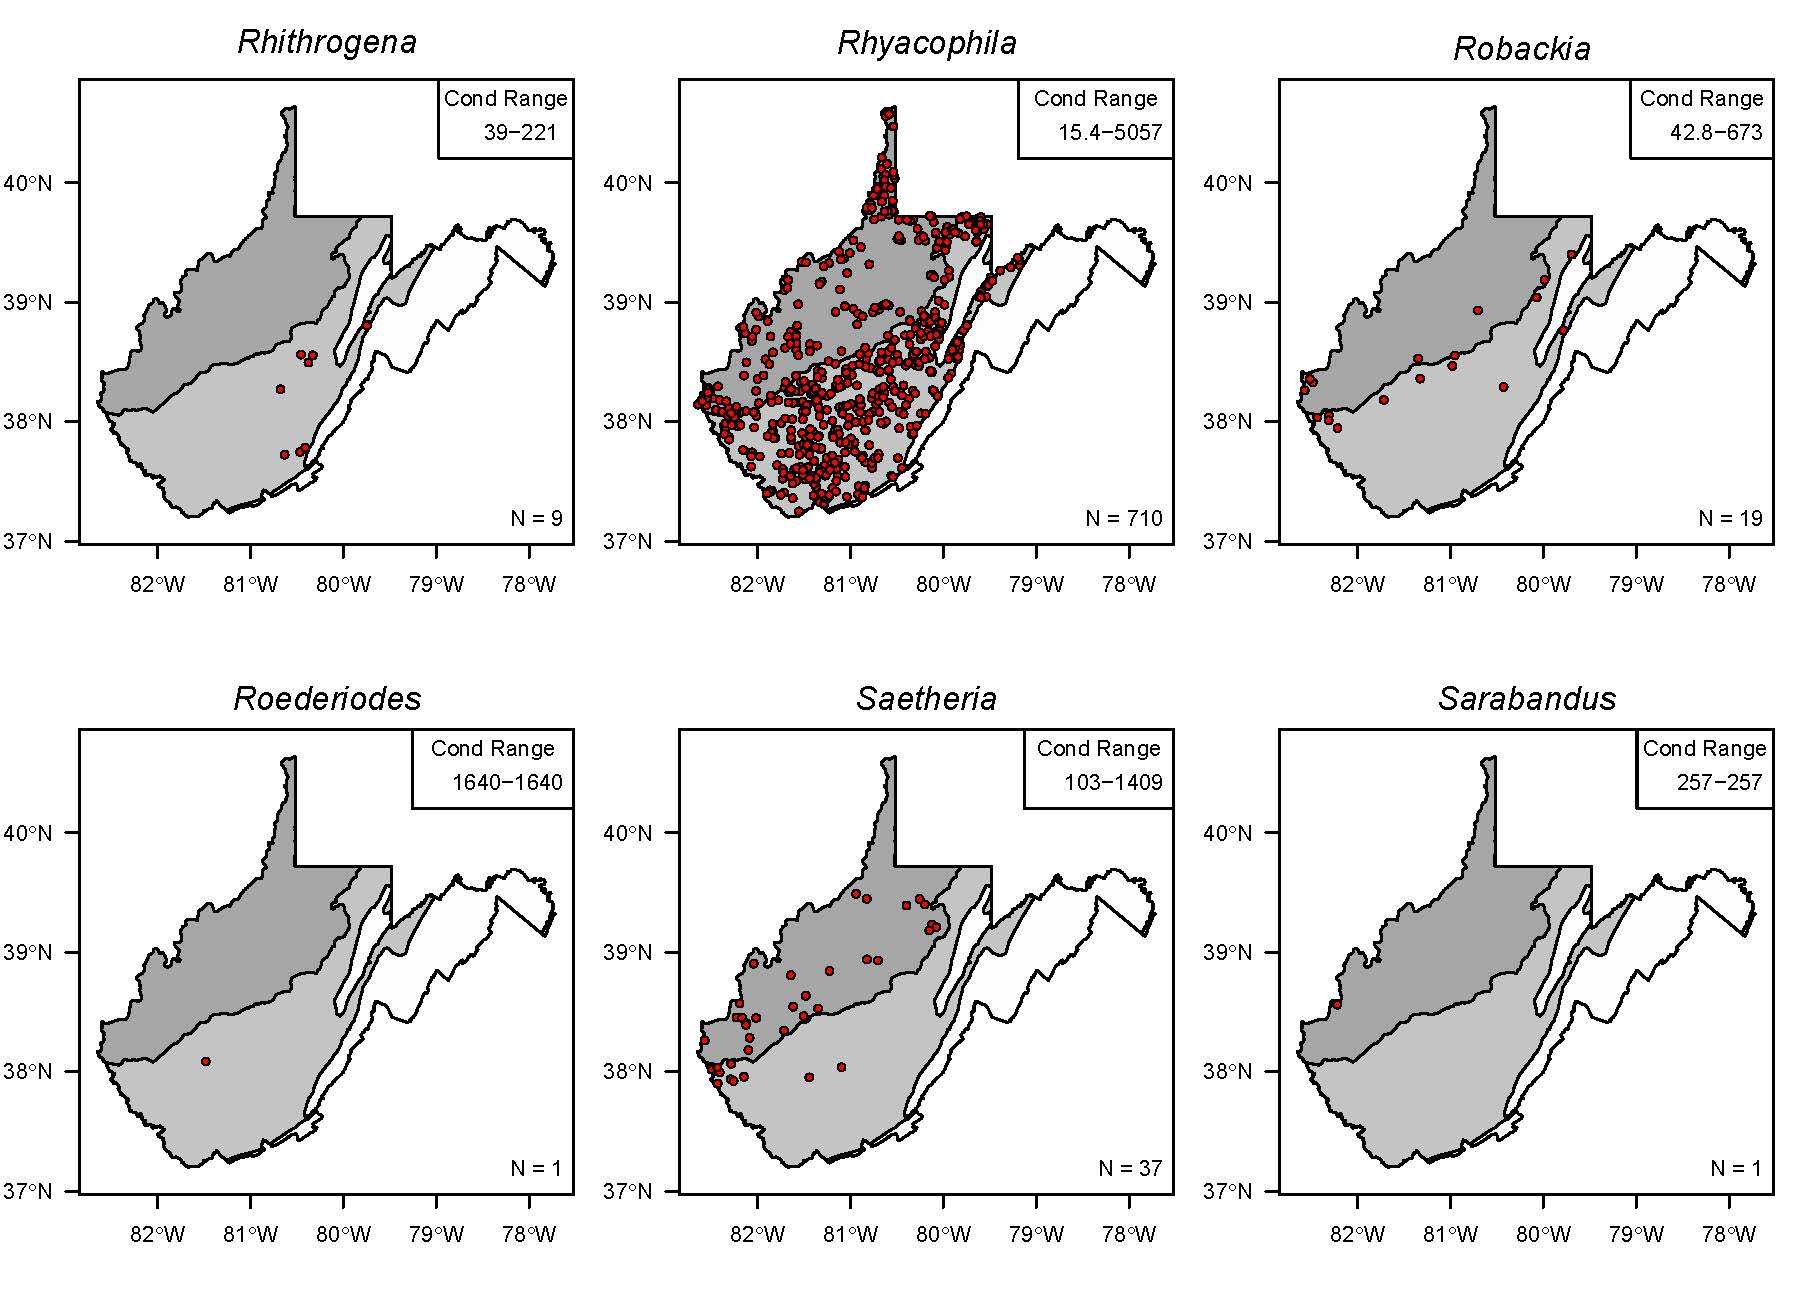 Rhithrogena
Rhyacophila
Robackia
Cond Range
39−221
Cond Range
15.4−5057
Cond Range
42.8−673
40°N
39°N
38°N
37°N
40°N
39°N
38°N
37°N
40°N
39°N
38°N
37°N
N = 9
N = 710
N = 19
82°W 81°W 80°W 79°W 78°W
82°W 81°W 80°W 79°W 78°W
82°W 81°W 80°W 79°W 78°W
Roederiodes
Saetheria
Sarabandus
Cond Range
1640−1640
Cond Range
103−1409
Cond Range
257−257
40°N
39°N
38°N
37°N
40°N
39°N
38°N
37°N
40°N
39°N
38°N
37°N
N = 1
N = 37
N = 1
82°W 81°W 80°W 79°W 78°W
82°W 81°W 80°W 79°W 78°W
82°W 81°W 80°W 79°W 78°W